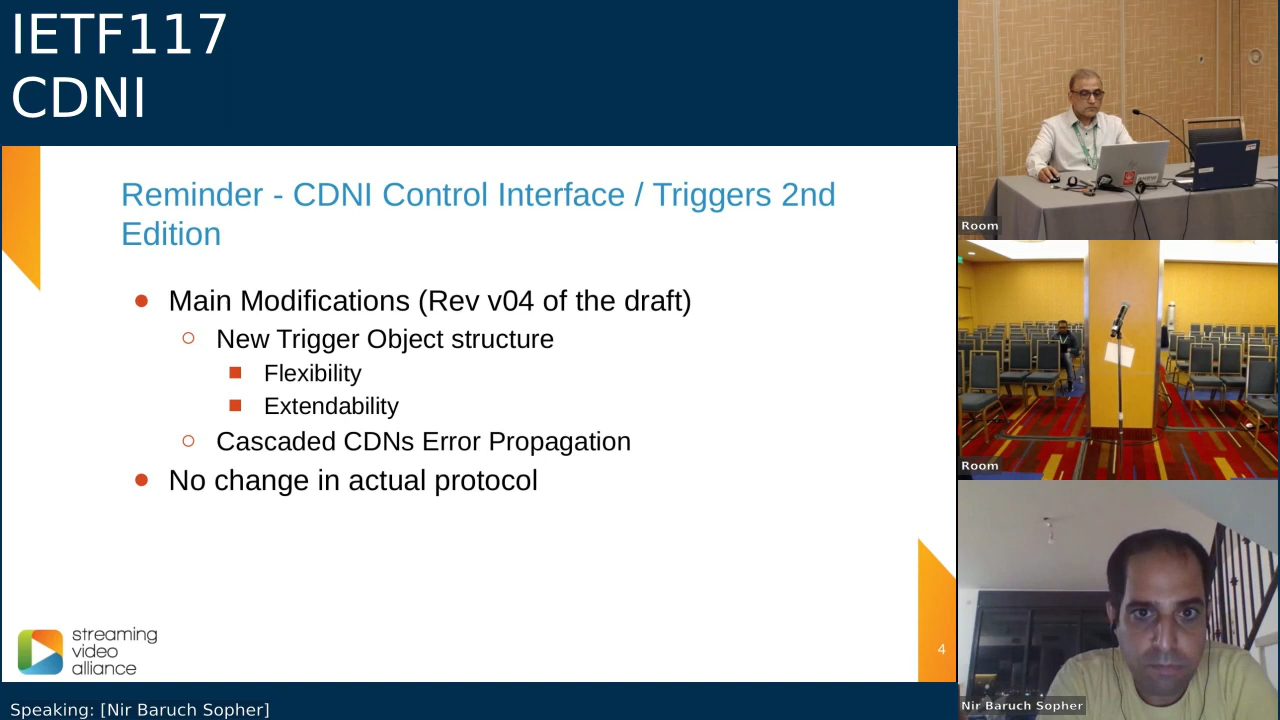 IETF117
CDNI
Reminder - CDNI Control Interface / Triggers 2nd
Edition
Main Modifications (Rev v04 of the draft)
New Trigger Object structure
Flexibility
Extendability
Cascaded CDNs Error Propagation
No change in actual protocol
streaming
video
alliance
4
Speaking: [Nir Baruch Sopher]
Room
Room
Nir Baruch Sopher